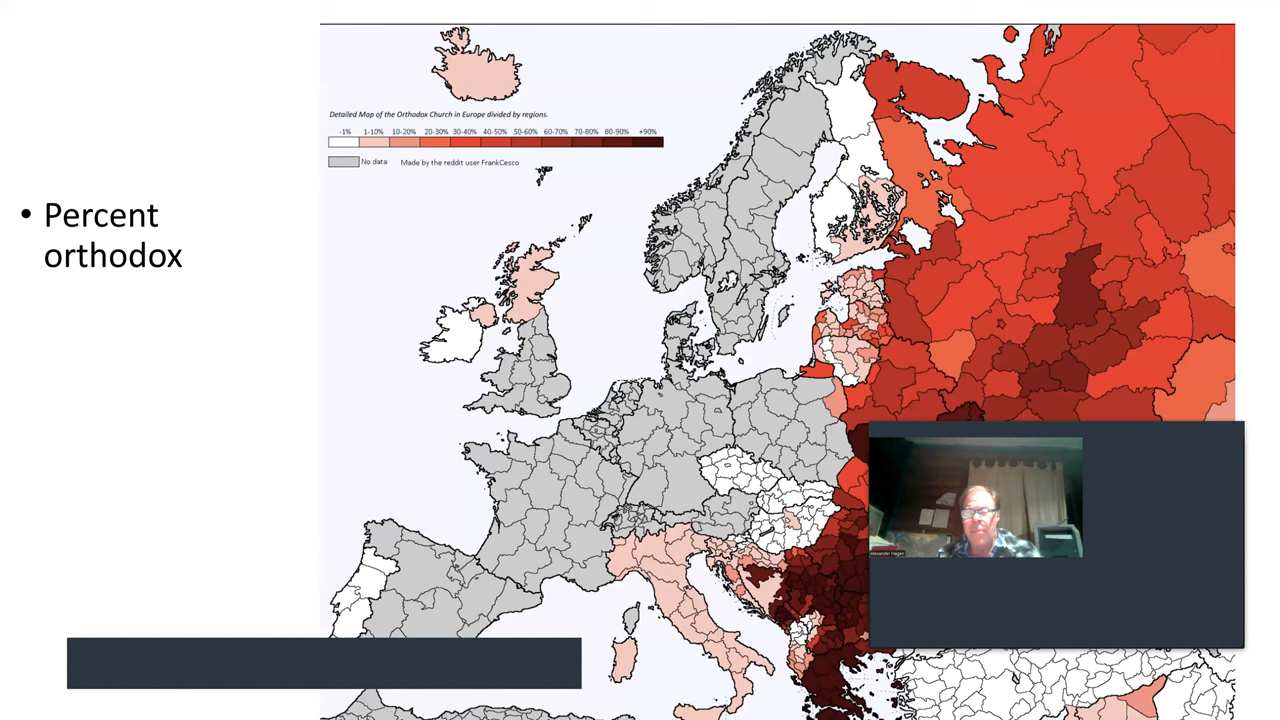 • Percent
orthodox
Detailed Map of the Orthodox Church in Europe divided by regions.
-1% 1-10% 10-20% 20-30% 30-40% 40-50% 50-60% 60-70% 70-80% 80-90% +90%
No data
Made by the reddit user FrankCesco
Alexander Hagen